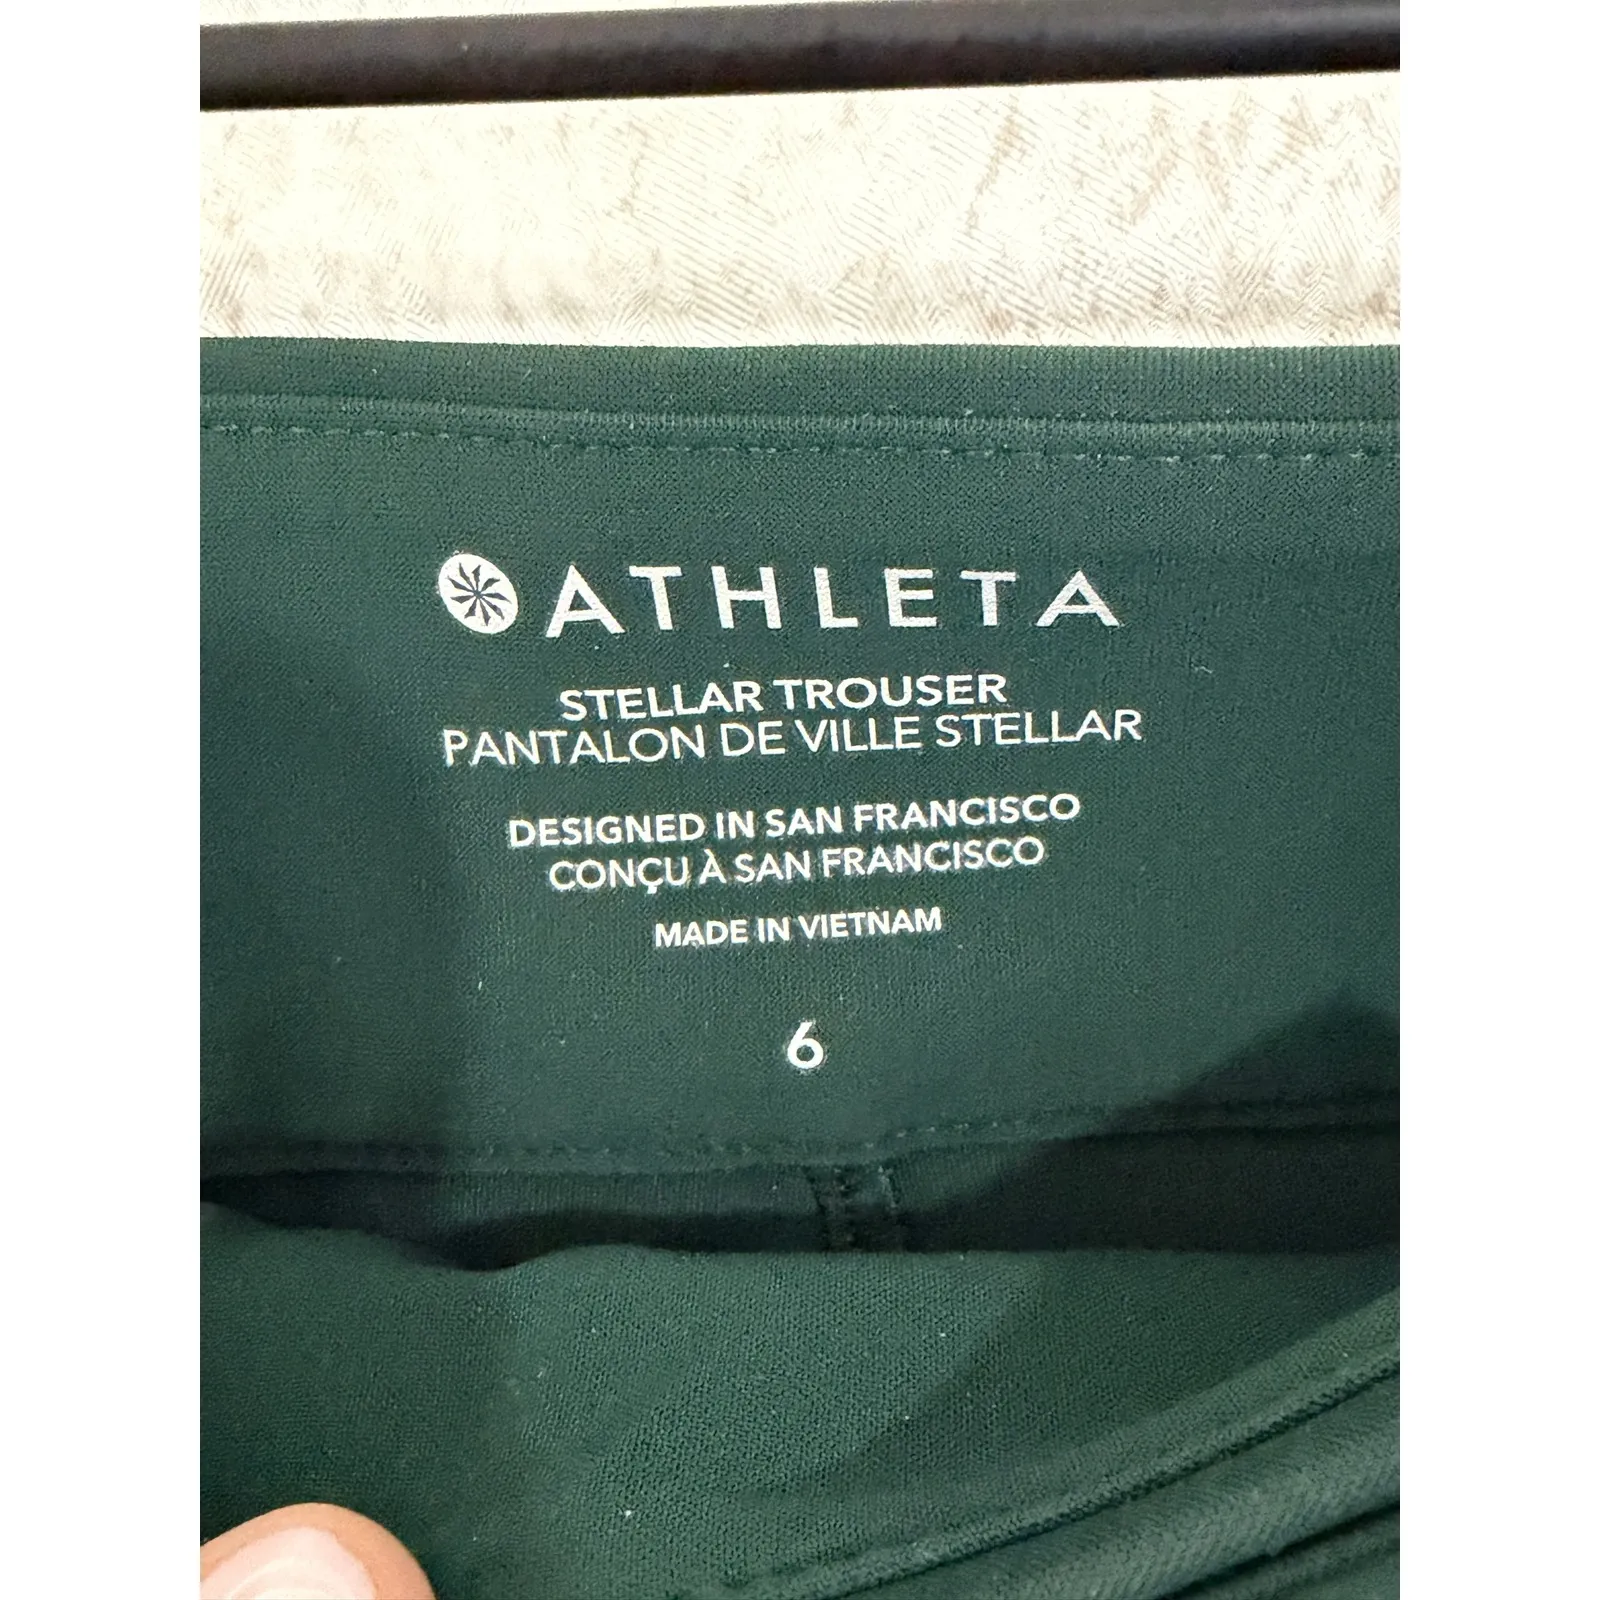 ATHLETA
STELLAR TROUSER
PANTALON DE VILLE STELLAR
DESIGNED IN SAN FRANCISCO
CONÇU À SAN FRANCISCO
MADE IN VIETNAM
6